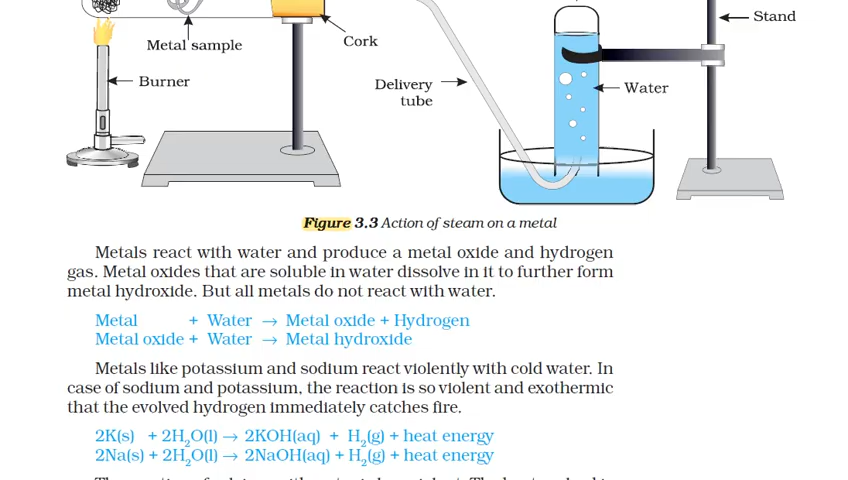 Metal sample
Cork
Burner
Delivery
tube
Water
Stand
Figure 3.3 Action of steam on a metal
Metals react with water and produce a metal oxide and hydrogen
gas. Metal oxides that are soluble in water dissolve in it to further form
metal hydroxide. But all metals do not react with water.
Metal + Water → Metal oxide + Hydrogen
Metal oxide + Water → Metal hydroxide
Metals like potassium and sodium react violently with cold water. In
case of sodium and potassium, the reaction is so violent and exothermic
that the evolved hydrogen immediately catches fire.
2K(s) + 2H₂O(l) → 2KOH(aq) + H₂(g) + heat energy
2Na(s) + 2H₂O(l) → 2NaOH(aq) + H₂(g) + heat energy